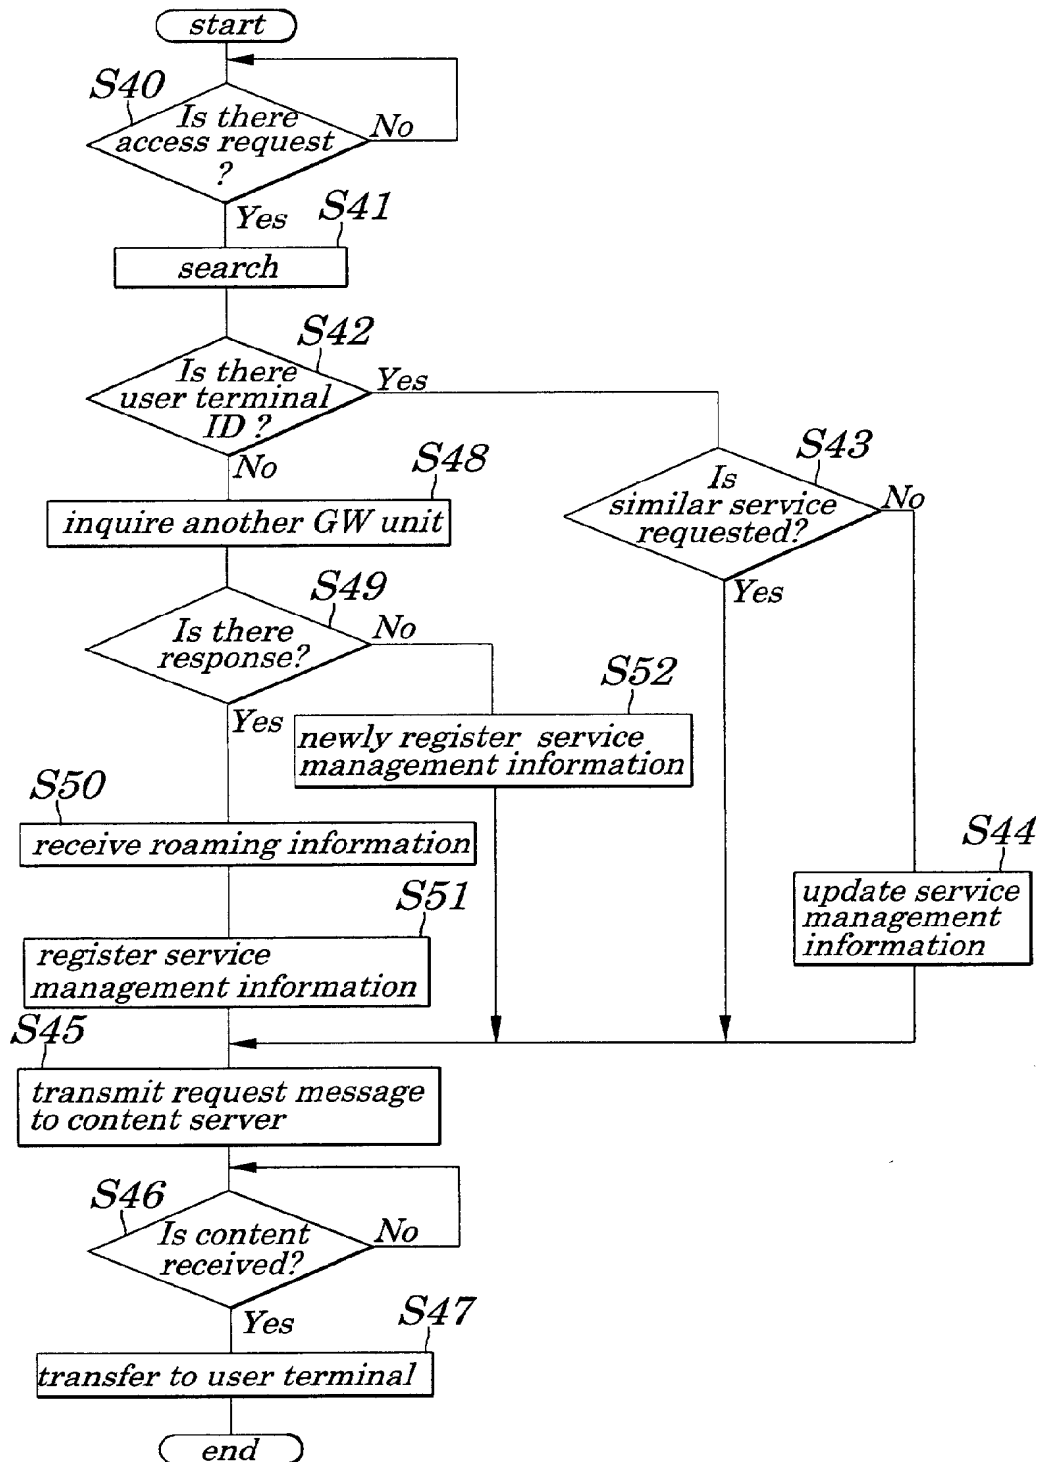 start
S40
Is there
access request
?
No
Yes
S41
search
S42
Is there
user terminal
ID ?
Yes
No
S43
Is
similar service
requested?
No
Yes
S48
inquire another GW unit
S49
Is there
response?
No
Yes
S52
newly register service
management information
S50
receive roaming information
S44
update service
management
information
S51
register service
management information
S45
transmit request message
to content server
S46
Is content
received?
No
Yes
S47
transfer to user terminal
end